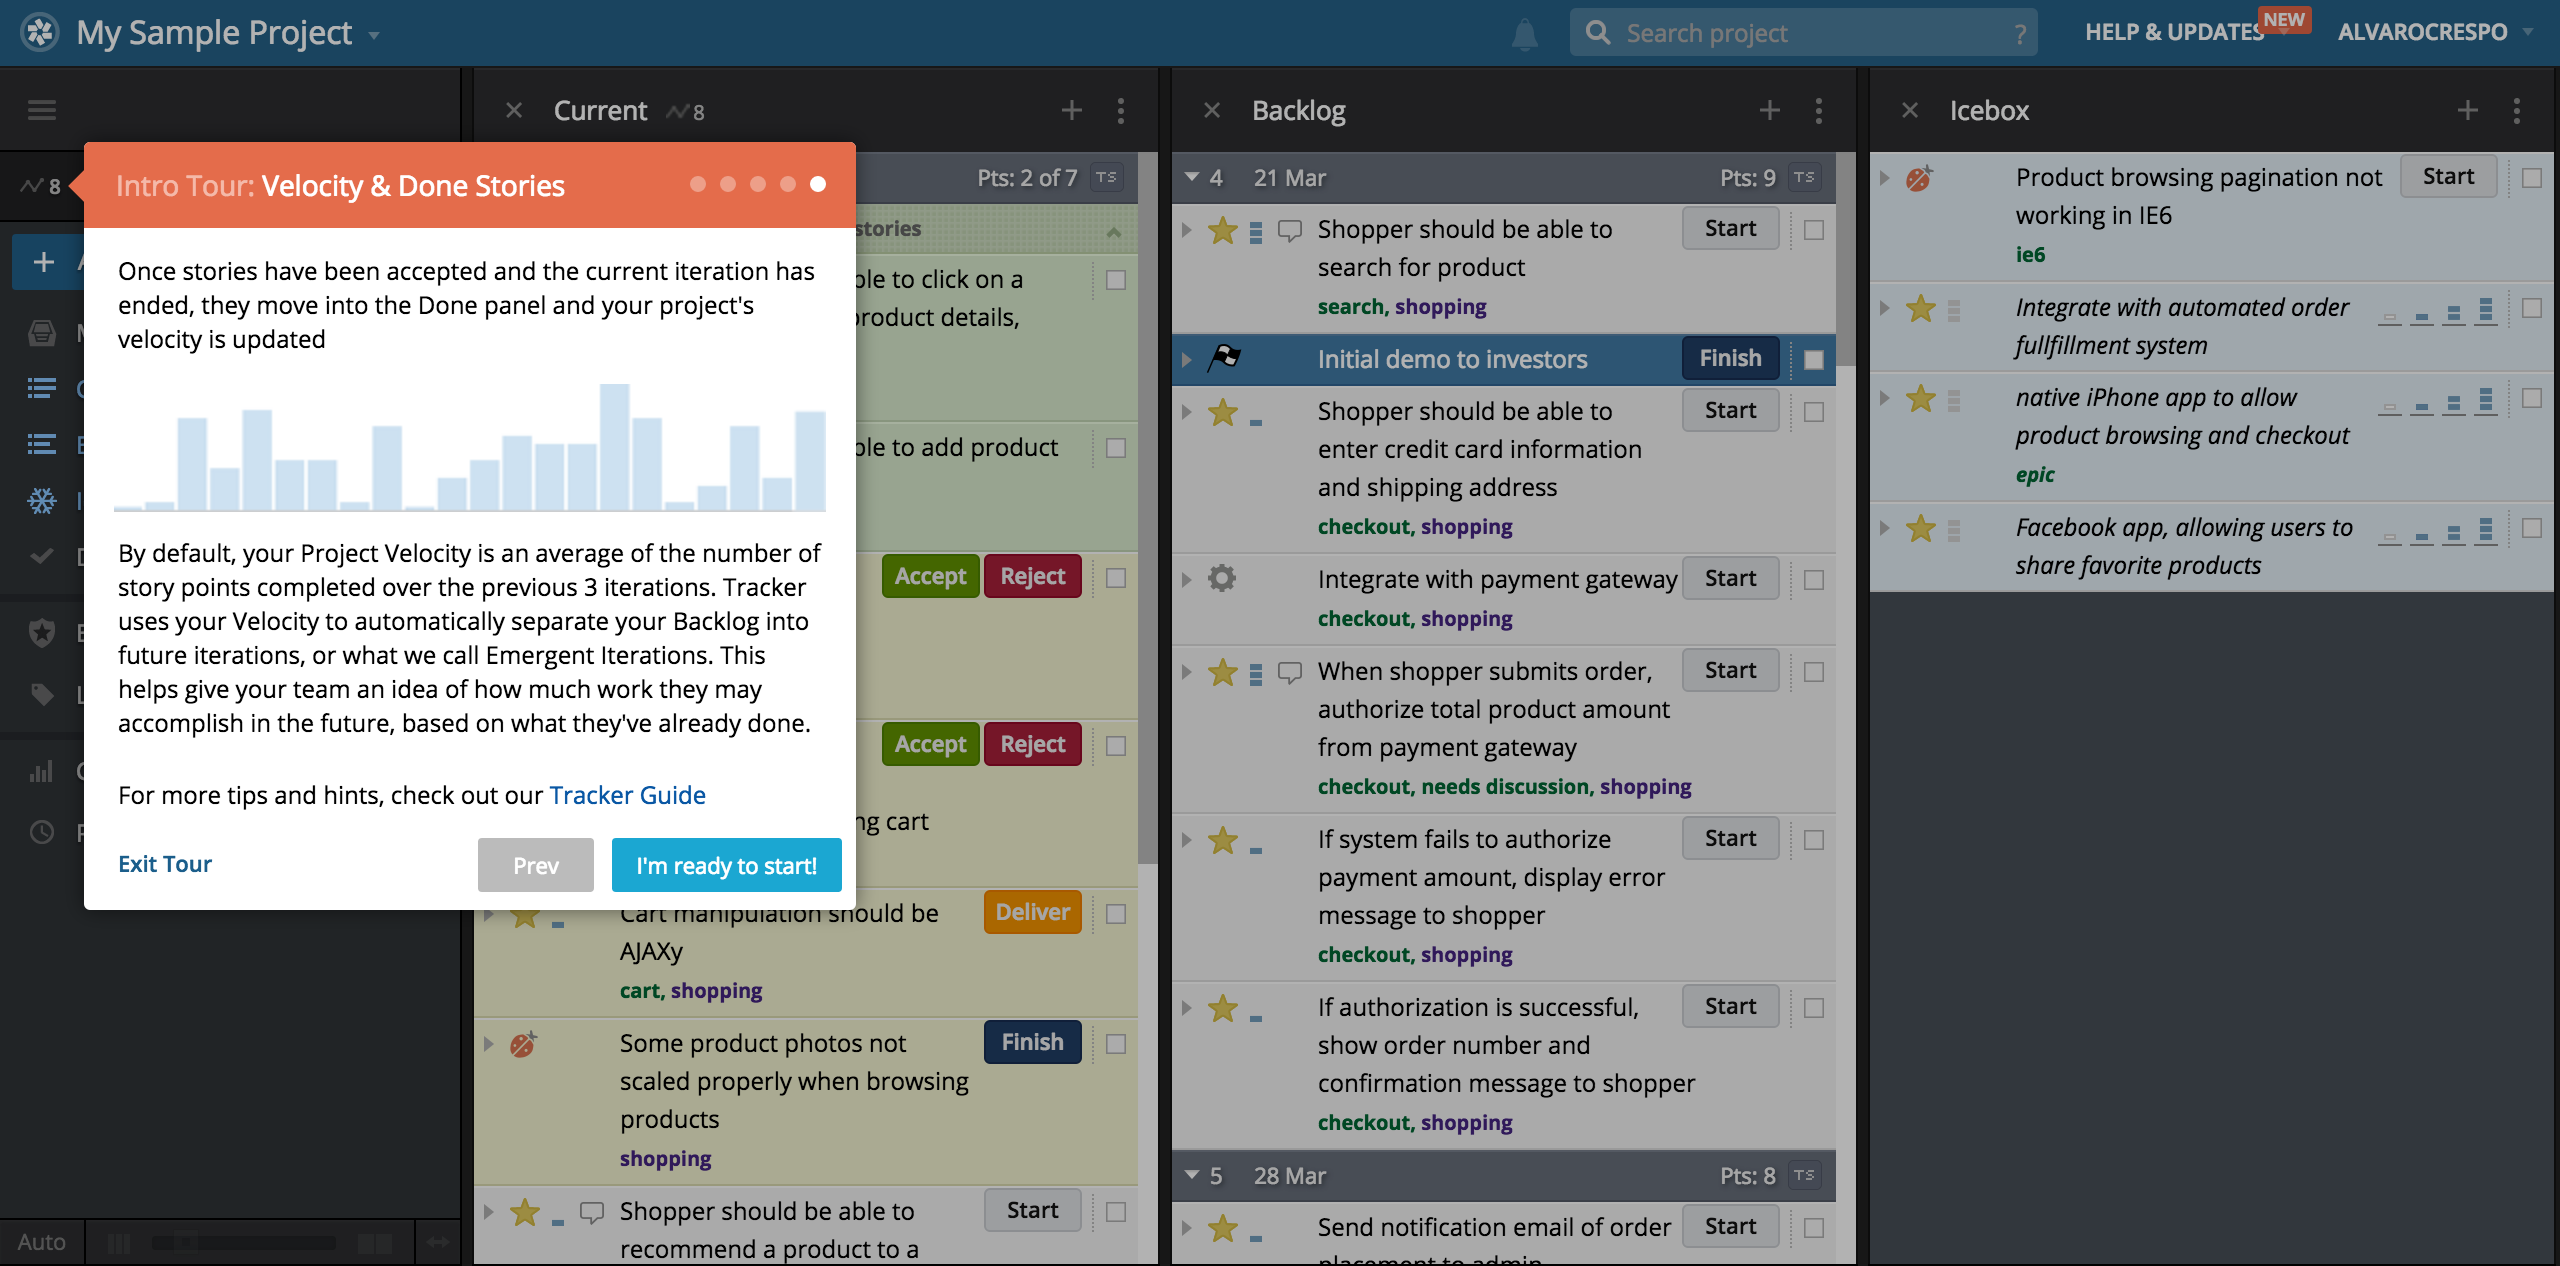 My Sample Project
Search project
?
HELP & UPDATES
NEW
ALVAROCRESPO
8
Intro Tour: Velocity & Done Stories
Once stories have been accepted and the current iteration has
ended, they move into the Done panel and your project's
velocity is updated
By default, your Project Velocity is an average of the number of
story points completed over the previous 3 iterations. Tracker
uses your Velocity to automatically separate your Backlog into
future iterations, or what we call Emergent Iterations. This
helps give your team an idea of how much work they may
accomplish in the future, based on what they've already done.
For more tips and hints, check out our Tracker Guide
Exit Tour
Prev
I'm ready to start!
Auto
Current
8
Pts: 2 of 7
TS
stories
to click on a
product details,
to add product
Accept
Reject
Accept
Reject
cart
Cart manipulation should be
AJAXy
Deliver
cart, shopping
Some product photos not
scaled properly when browsing
products
Finish
shopping
Shopper should be able to
recommend a product to a
Start
Backlog
4
21 Mar
Pts: 9
TS
Shopper should be able to
search for product
Start
search, shopping
Initial demo to investors
Finish
Shopper should be able to
enter credit card information
and shipping address
Start
checkout, shopping
Integrate with payment gateway
Start
checkout, shopping
When shopper submits order,
authorize total product amount
from payment gateway
Start
checkout, needs discussion, shopping
If system fails to authorize
payment amount, display error
message to shopper
Start
checkout, shopping
If authorization is successful,
show order number and
confirmation message to shopper
Start
checkout, shopping
5
28 Mar
Pts: 8
TS
Send notification email of order
placement to admin
Start
Icebox
Product browsing pagination not
working in IE6
Start
ie6
Integrate with automated order
fullfillment system
native iPhone app to allow
product browsing and checkout
epic
Facebook app, allowing users to
share favorite products